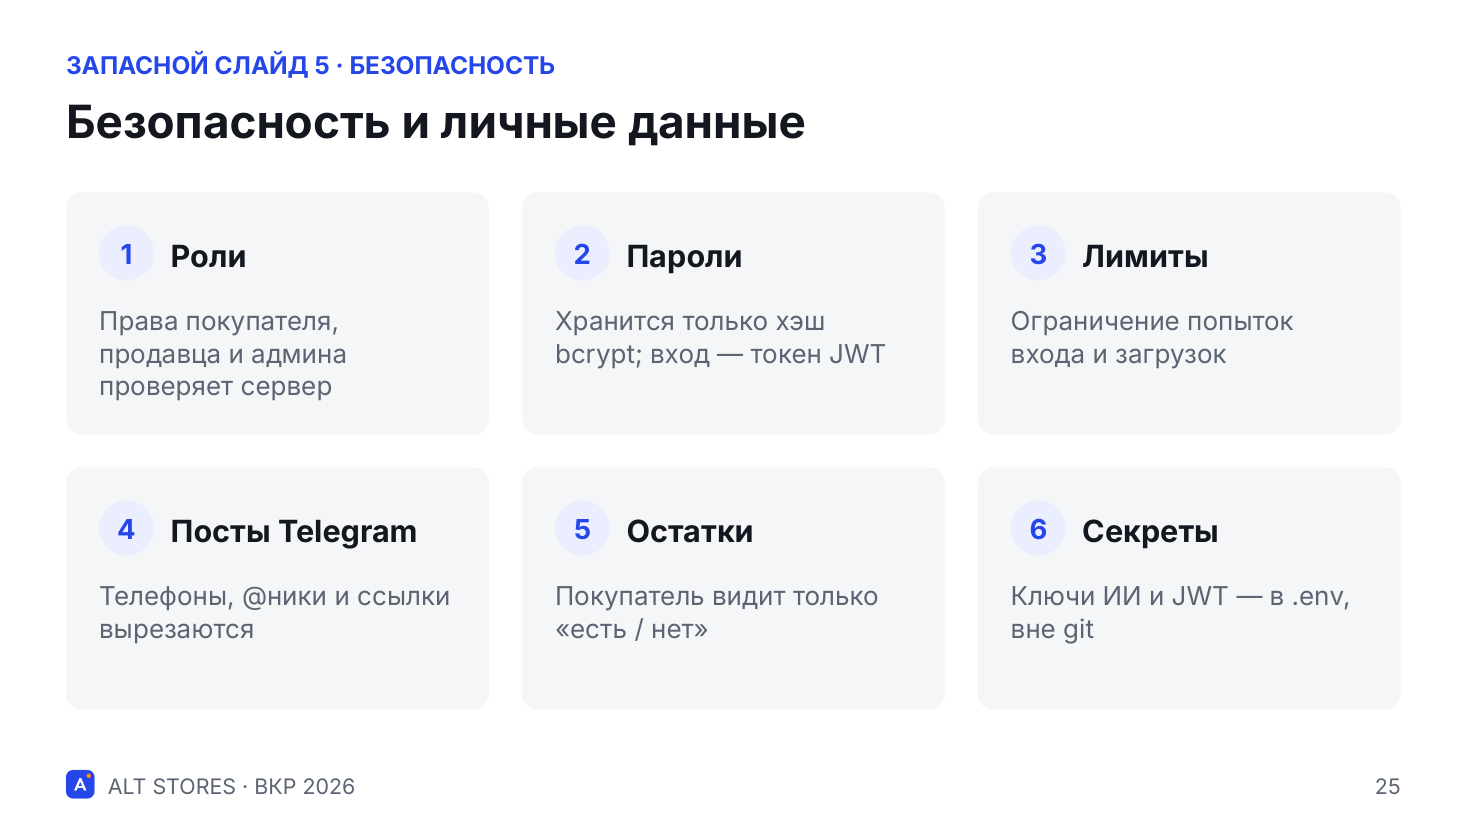 ЗАПАСНОЙ СЛАЙД 5 · БЕЗОПАСНОСТЬ
Безопасность и личные данные
1 Роли
Права покупателя,
продавца и админа
проверяет сервер
2 Пароли
Хранится только хэш
bcrypt; вход — токен JWT
3 Лимиты
Ограничение попыток
входа и загрузок
4 Посты Telegram
Телефоны, @ники и ссылки
вырезаются
5 Остатки
Покупатель видит только
«есть / нет»
6 Секреты
Ключи ИИ и JWT — в .env,
вне git
A ALT STORES · ВКР 2026
25